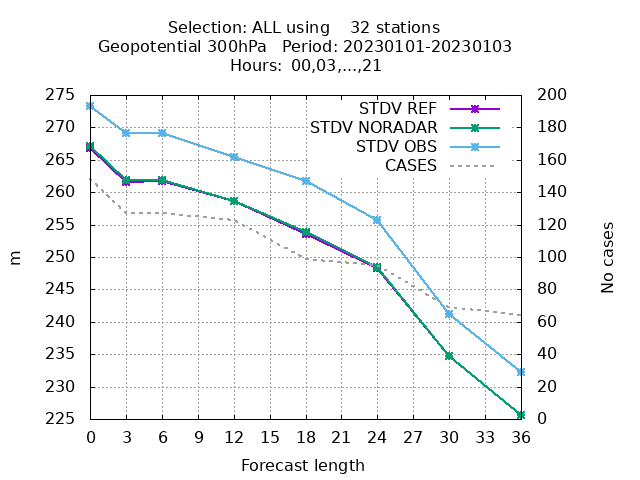 Selection: ALL using    32 stations
Geopotential 300hPa   Period: 20230101-20230103
Hours:  00,03,...,21
STDV REF
STDV NORADAR
STDV OBS
CASES
275
270
265
260
255
250
245
240
235
230
225
m
200
180
160
140
120
100
80
60
40
20
0
No cases
0 3 6 9 12 15 18 21 24 27 30 33 36
Forecast length